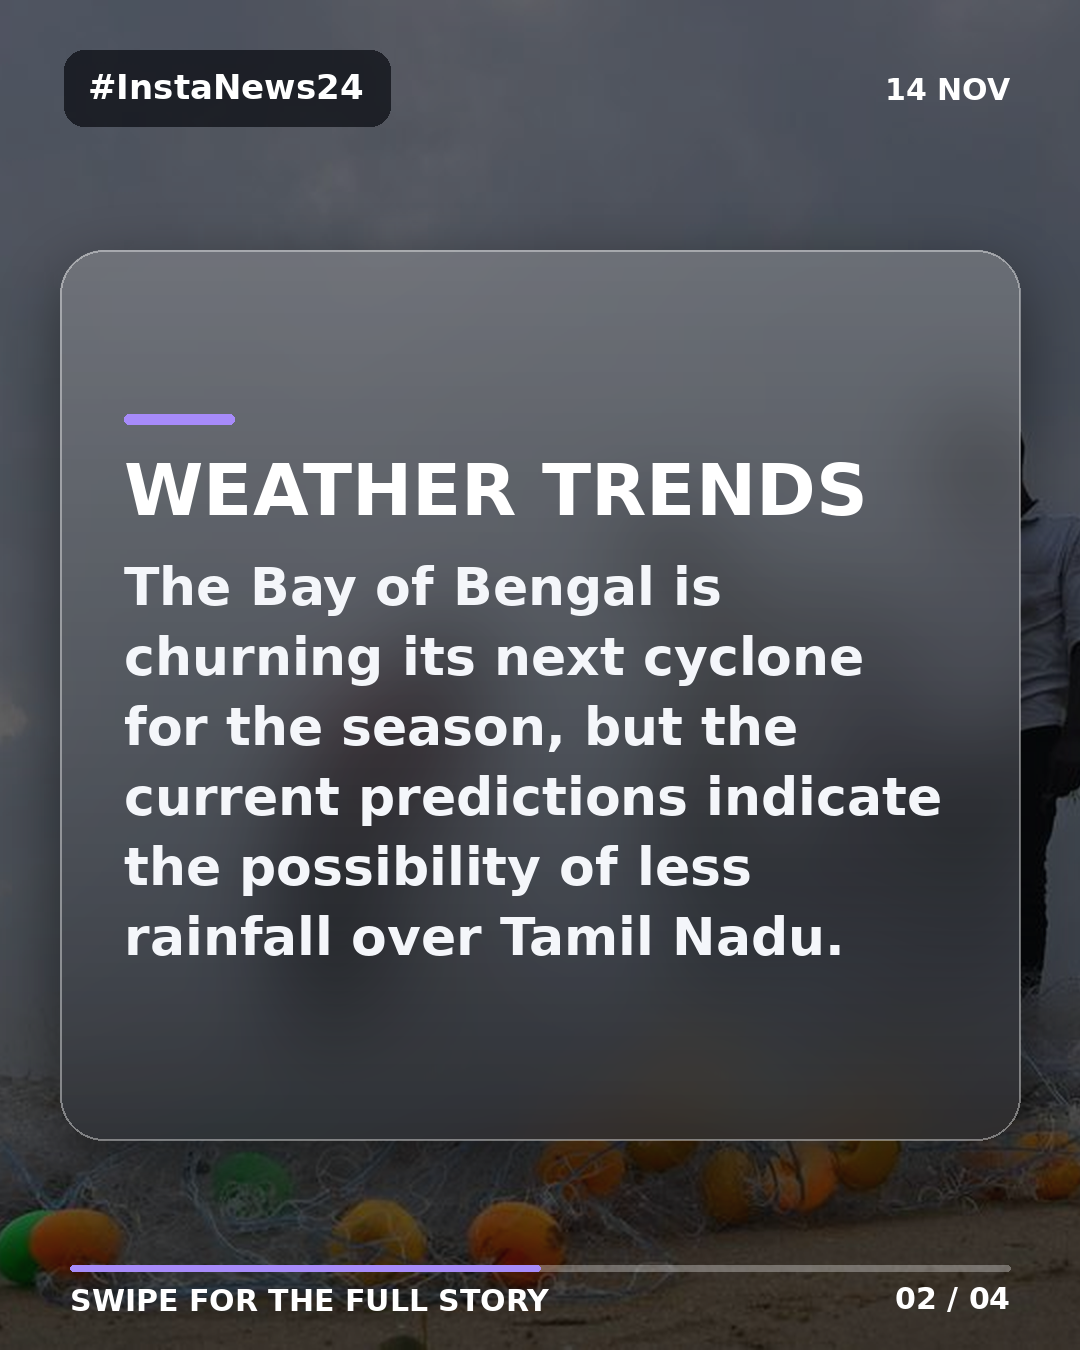 #InstaNews24
14 NOV
WEATHER TRENDS
The Bay of Bengal is
churning its next cyclone
for the season, but the
current predictions indicate
the possibility of less
rainfall over Tamil Nadu.
SWIPE FOR THE FULL STORY
02 / 04